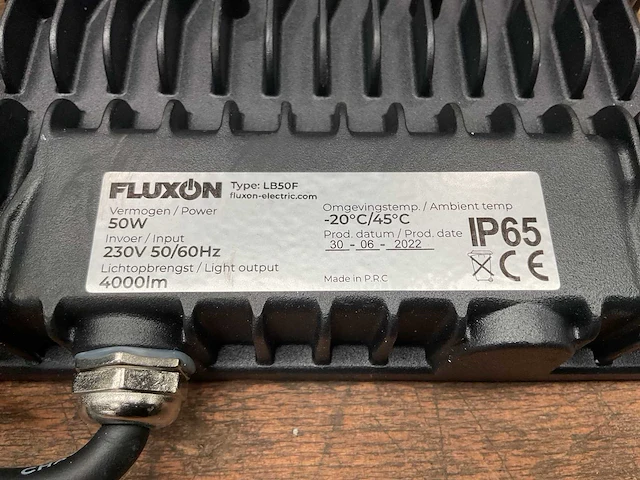 FLUXON
Type: LB50F
fluxon-electric.com
Vermogen / Power
50W
Invoer / Input
230V 50/60Hz
Lichtopbrengst / Light output
4000lm
Omgevingstemp. / Ambient temp
-20°C/45°C
Prod. datum / Prod. date
30 - 06 - 2022
Made in P.R.C
IP65
CE